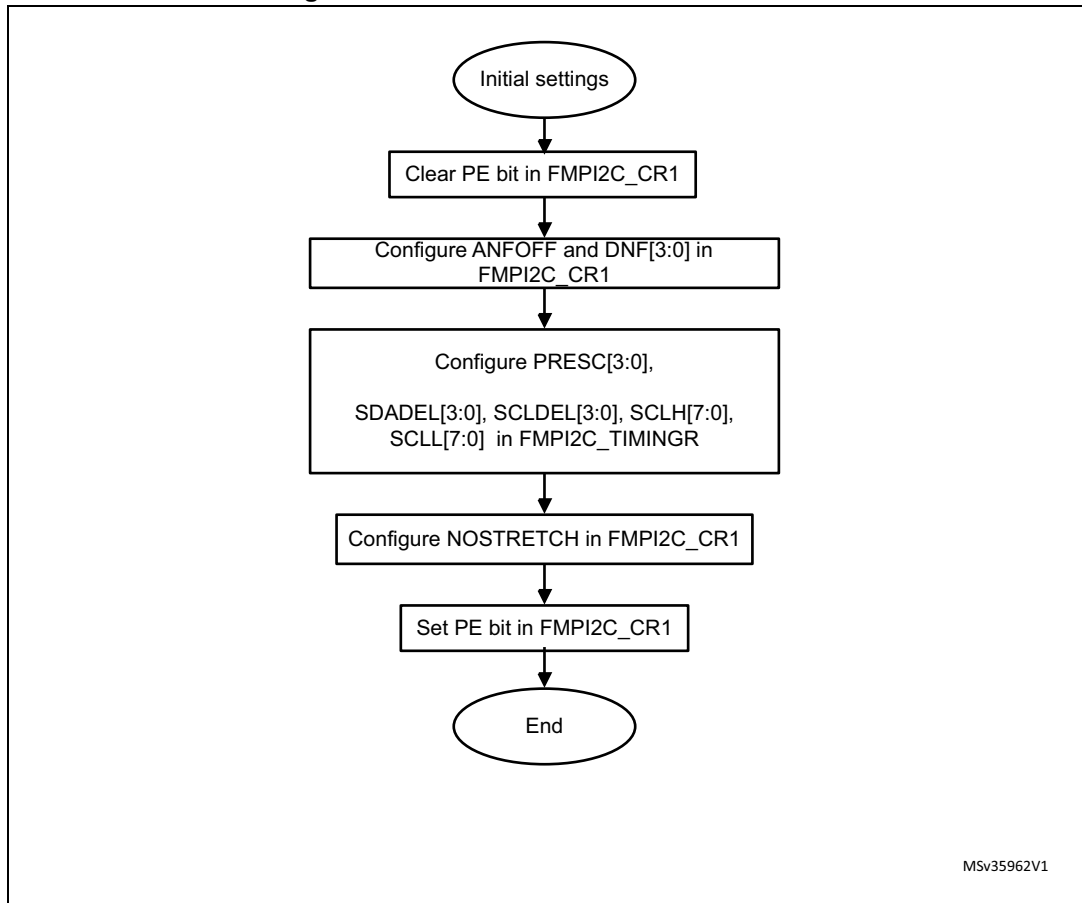 Initial settings
Clear PE bit in FMPI2C_CR1
Configure ANFOFF and DNF[3:0] in
FMPI2C_CR1
Configure PRESC[3:0],
SDADEL[3:0], SCLDEL[3:0], SCLH[7:0],
SCLL[7:0] in FMPI2C_TIMINGR
Configure NOSTRETCH in FMPI2C_CR1
Set PE bit in FMPI2C_CR1
End
MSv35962V1